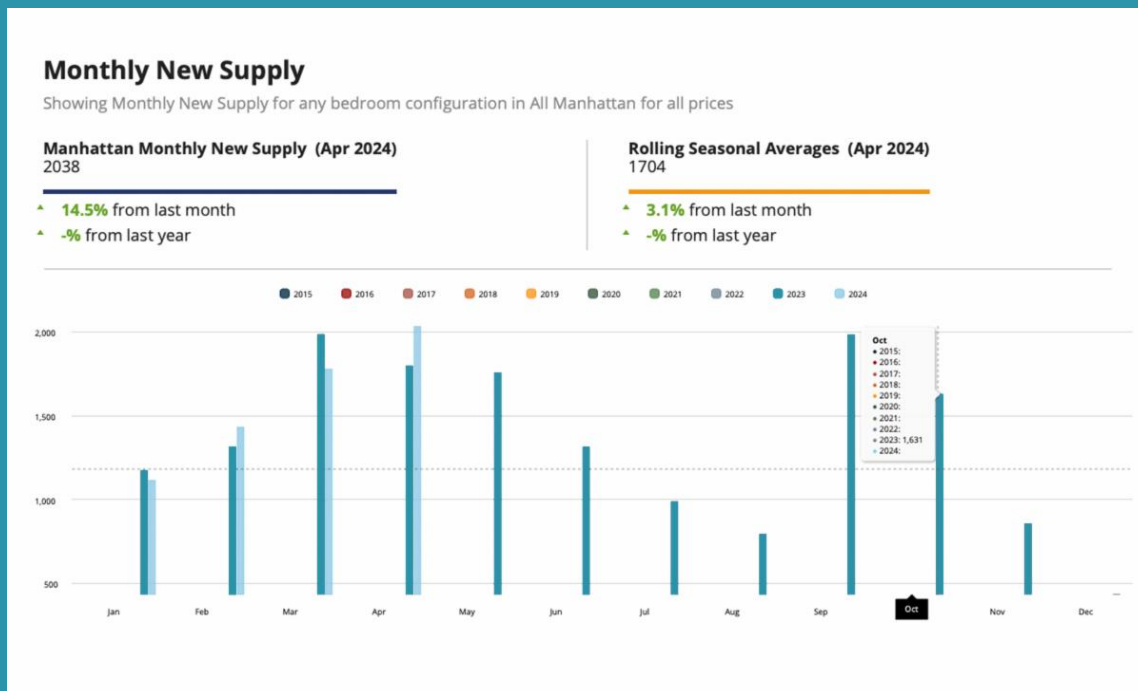 Monthly New Supply
Showing Monthly New Supply for any bedroom configuration in All Manhattan for all prices
Manhattan Monthly New Supply (Apr 2024)
2038
14.5% from last month
-% from last year
Rolling Seasonal Averages (Apr 2024)
1704
3.1% from last month
-% from last year
2015 2016 2017 2018 2019 2020 2021 2022 2023 2024
2,000
1,500
1,000
500
Oct
2015:
2016:
2017:
2018:
2019:
2020:
2021:
2022:
2023: 1,631
2024:
Jan Feb Mar Apr May Jun Jul Aug Sep Oct Nov Dec